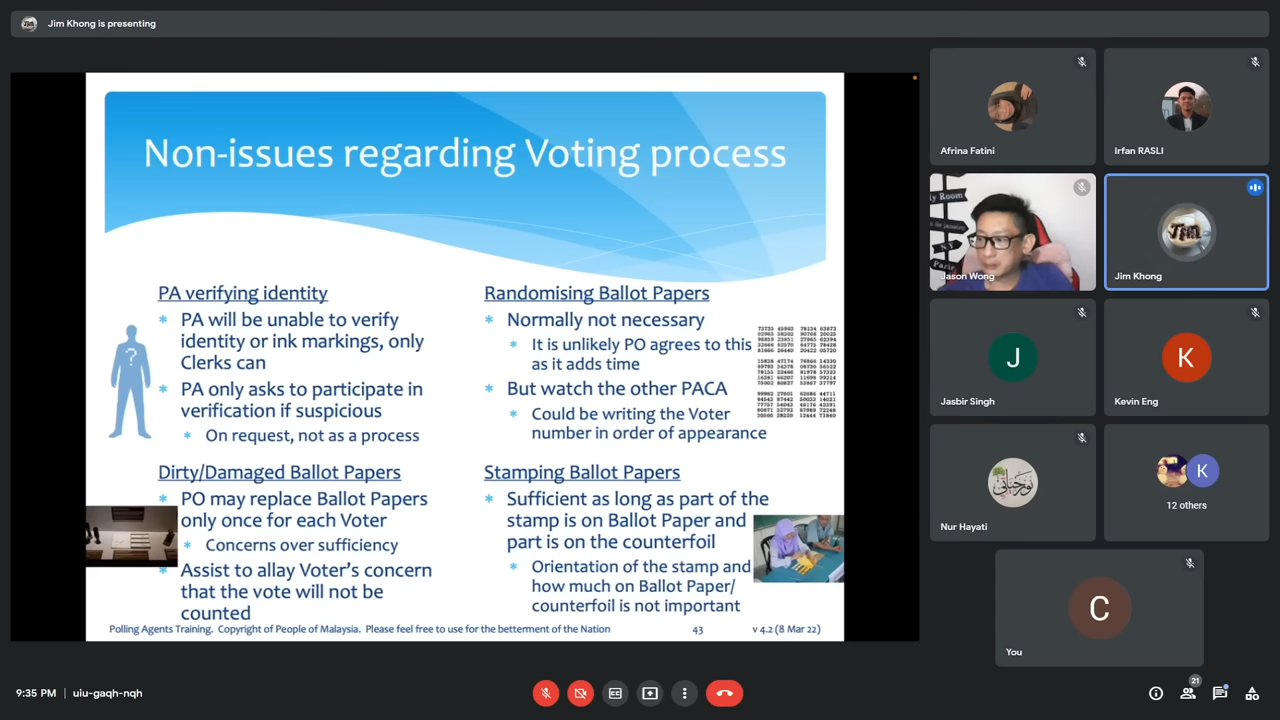 Jim Khong is presenting
Non-issues regarding Voting process
PA verifying identity
* PA will be unable to verify
identity or ink markings, only
Clerks can
* PA only asks to participate in
verification if suspicious
* On request, not as a process
Dirty/Damaged Ballot Papers
* PO may replace Ballot Papers
only once for each Voter
* Concerns over sufficiency
* Assist to allay Voter's concern
that the vote will not be
counted
Randomising Ballot Papers
* Normally not necessary
* It is unlikely PO agrees to this
as it adds time
* But watch the other PACA
* Could be writing the Voter
number in order of appearance
Stamping Ballot Papers
* Sufficient as long as part of the
stamp is on Ballot Paper and
part is on the counterfoil
* Orientation of the stamp and
how much on Ballot Paper/
counterfoil is not important
Polling Agents Training. Copyright of People of Malaysia. Please feel free to use for the betterment of the Nation
43
v 4.2 (8 Mar 22)
Afrina Fatini
Irfan RASLI
Jason Wong
Jim Khong
J
Jasbir Singh
K
Kevin Eng
Nur Hayati
K
12 others
C
You
9:35 PM | uiu-gaqh-nqh
21